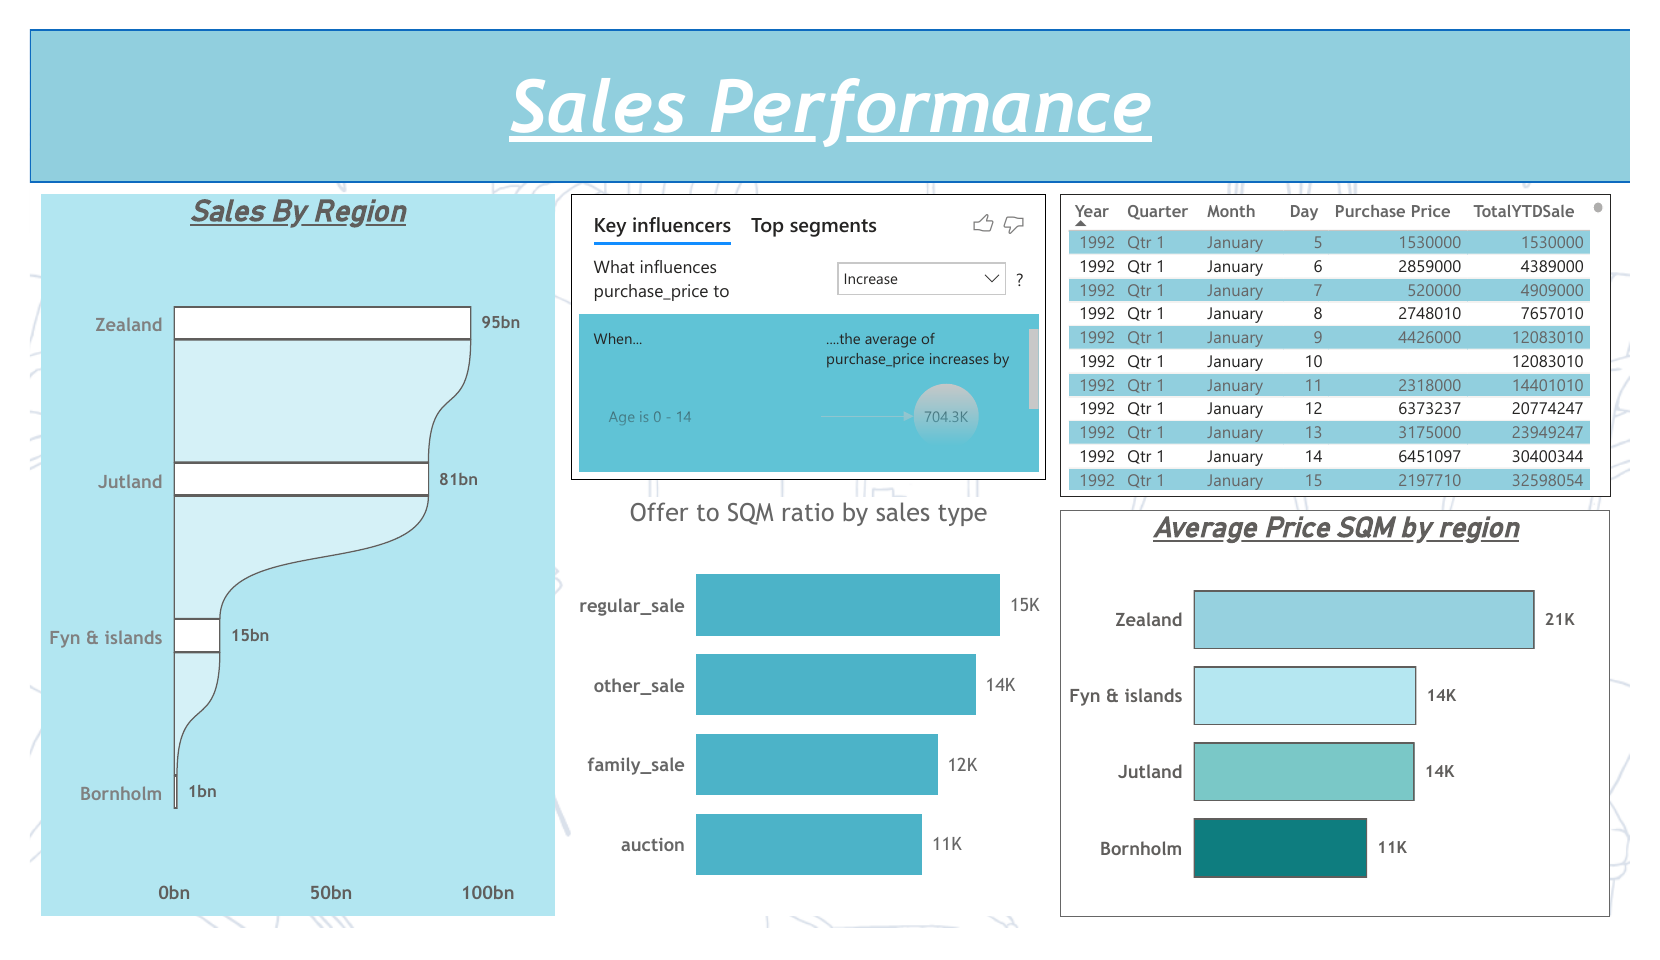 Sales Performance
Sales By Region
Zealand
95bn
Jutland
81bn
Fyn & islands
15bn
Bornholm
1bn
0bn 50bn 100bn
Key influencers Top segments
What influences
purchase_price to
Increase
?
When...
....the average of
purchase_price increases by
Age is 0 - 14
704.3K
Offer to SQM ratio by sales type
regular_sale 15K
other_sale 14K
family_sale 12K
auction 11K
Year Quarter Month Day Purchase Price TotalYTDSale
1992 Qtr 1 January 5 1530000 1530000
1992 Qtr 1 January 6 2859000 4389000
1992 Qtr 1 January 7 520000 4909000
1992 Qtr 1 January 8 2748010 7657010
1992 Qtr 1 January 9 4426000 12083010
1992 Qtr 1 January 10 12083010
1992 Qtr 1 January 11 2318000 14401010
1992 Qtr 1 January 12 6373237 20774247
1992 Qtr 1 January 13 3175000 23949247
1992 Qtr 1 January 14 6451097 30400344
1992 Qtr 1 January 15 2197710 32598054
Average Price SQM by region
Zealand 21K
Fyn & islands 14K
Jutland 14K
Bornholm 11K